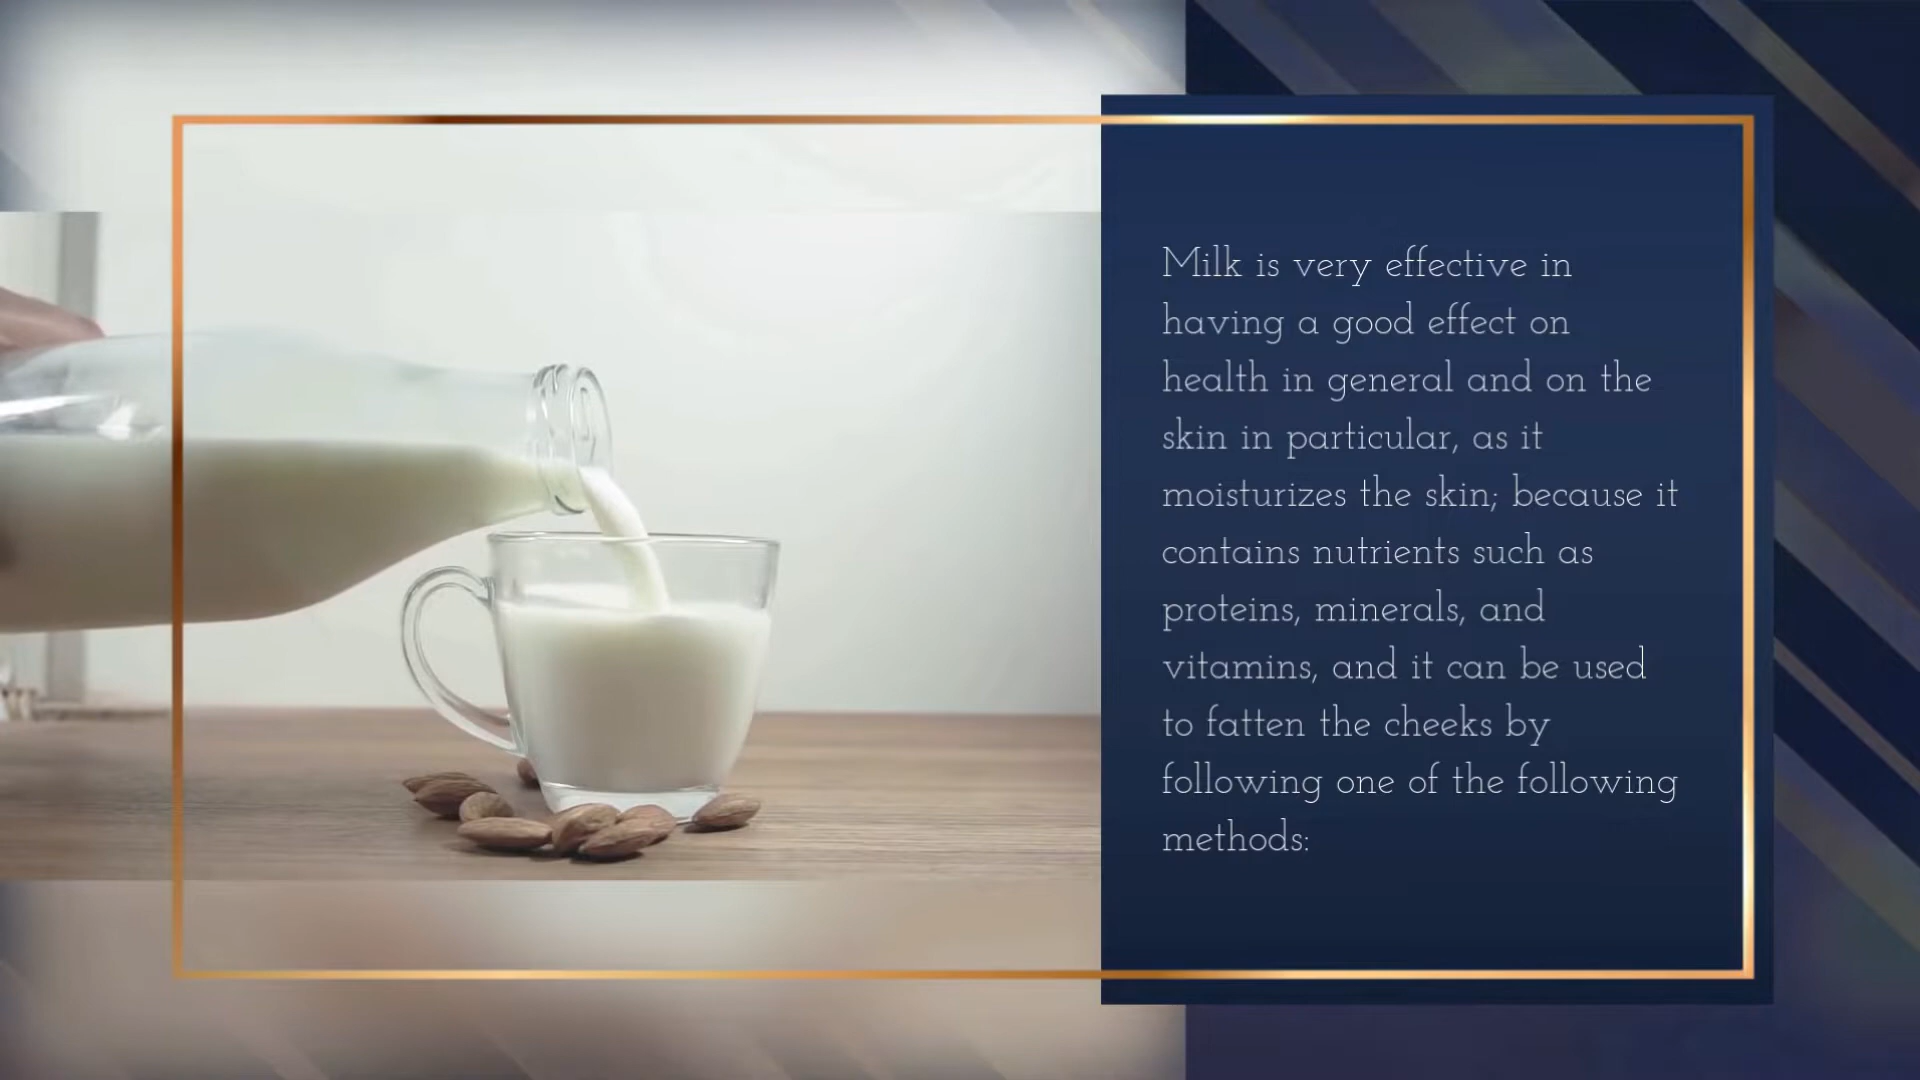 Milk is very effective in
having a good effect on
health in general and on the
skin in particular, as it
moisturizes the skin; because it
contains nutrients such as
proteins, minerals, and
vitamins, and it can be used
to fatten the cheeks by
following one of the following
methods: